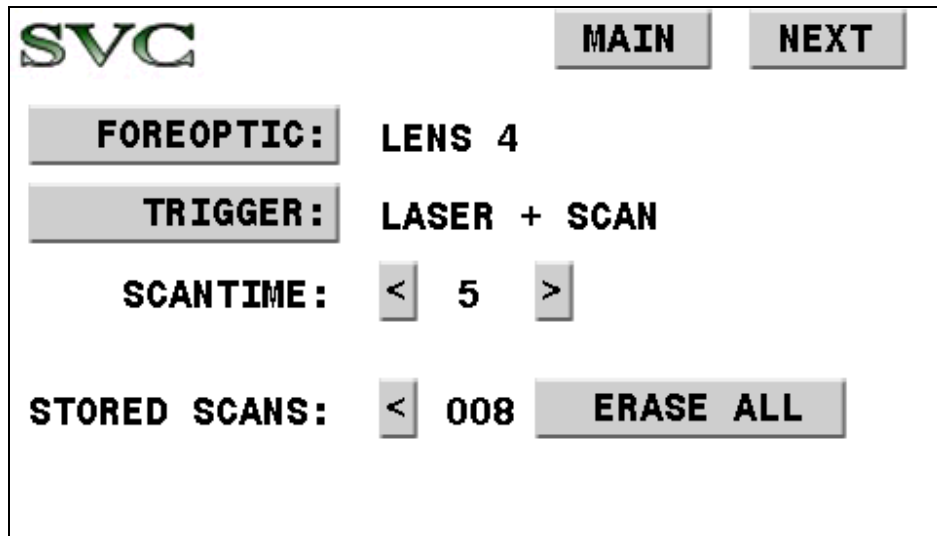 SVC MAIN NEXT
FOREOPTIC: LENS 4
TRIGGER: LASER + SCAN
SCANTIME: < 5 >
STORED SCANS: < 008 ERASE ALL